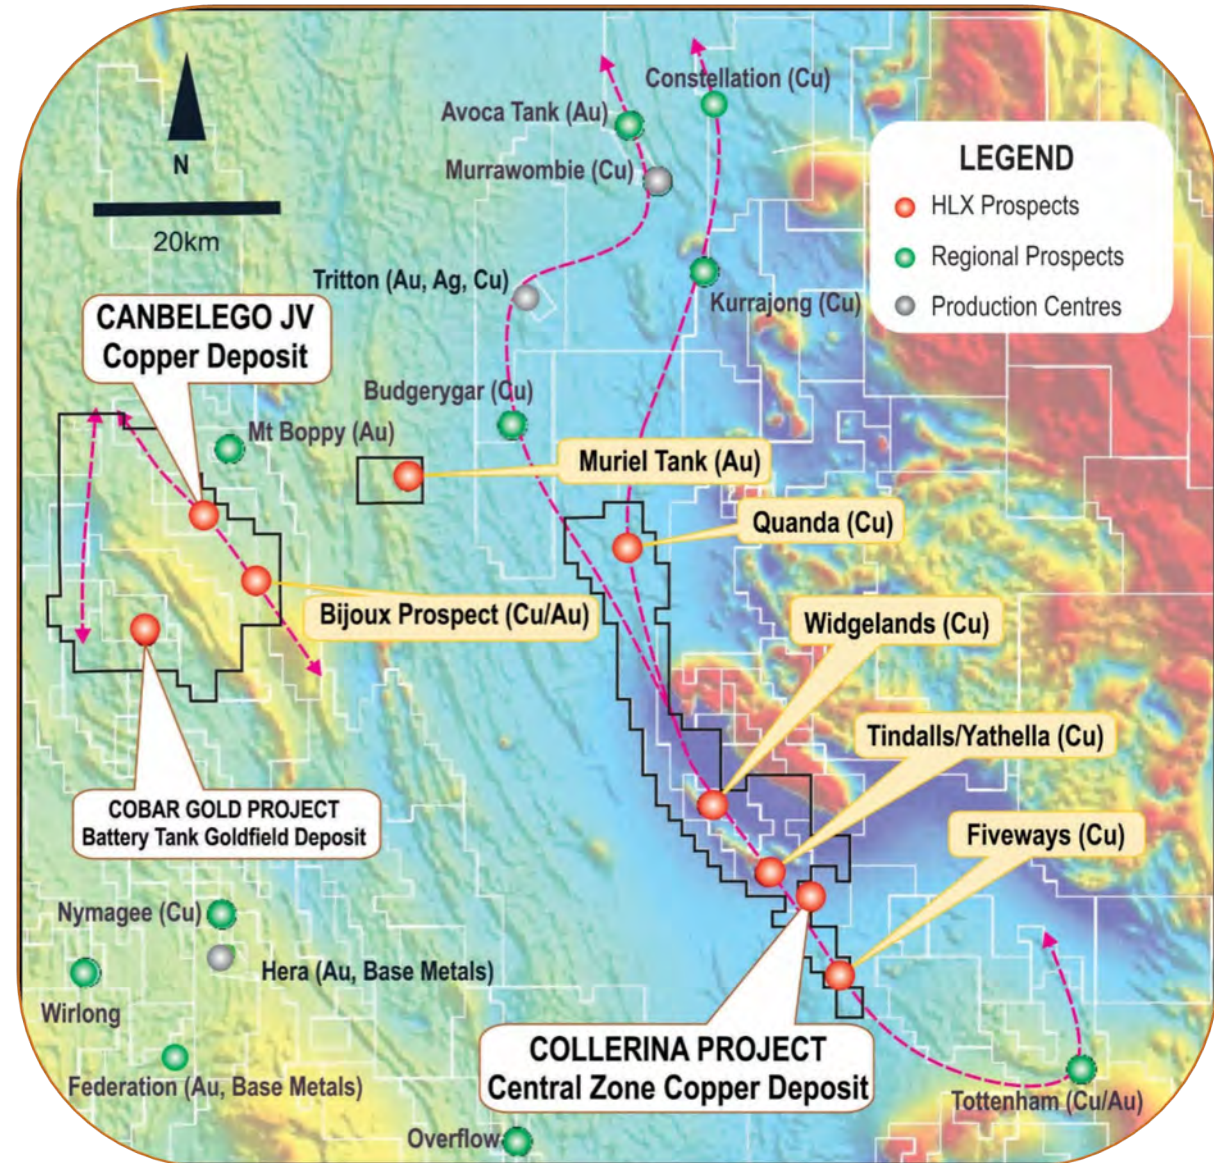 Constellation (Cu)
Avoca Tank (Au)
Murrawombie (Cu)
N
20km
LEGEND
HLX Prospects
Regional Prospects
Production Centres
Tritton (Au, Ag, Cu)
Kurrajong (Cu)
CANBELEGO JV
Copper Deposit
Budgerygar (Cu)
Mt Boppy (Au)
Muriel Tank (Au)
Quanda (Cu)
Bijoux Prospect (Cu/Au)
Widgelands (Cu)
Tindalls/Yathella (Cu)
COBAR GOLD PROJECT
Battery Tank Goldfield Deposit
Fiveways (Cu)
Nymagee (Cu)
Hera (Au, Base Metals)
Wirlong
COLLERINA PROJECT
Central Zone Copper Deposit
Federation (Au, Base Metals)
Tottenham (Cu/Au)
Overflow